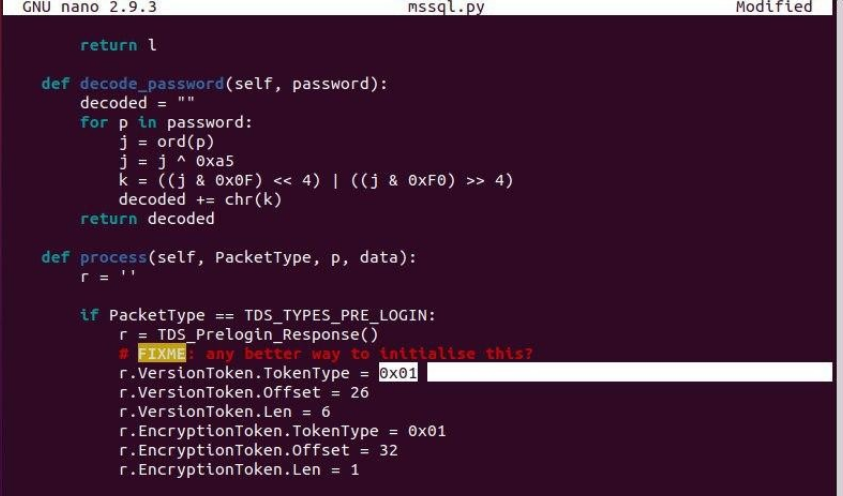 GNU nano 2.9.3 mssql.py Modified
return l
def decode_password(self, password):
decoded = ""
for p in password:
j = ord(p)
j = j ^ 0xa5
k = ((j & 0x0F) << 4) | ((j & 0xF0) >> 4)
decoded += chr(k)
return decoded
def process(self, PacketType, p, data):
r = ''
if PacketType == TDS_TYPES_PRE_LOGIN:
r = TDS_Prelogin_Response()
# FIXME: any better way to initialise this?
r.VersionToken.TokenType = 0x01
r.VersionToken.Offset = 26
r.VersionToken.Len = 6
r.EncryptionToken.TokenType = 0x01
r.EncryptionToken.Offset = 32
r.EncryptionToken.Len = 1